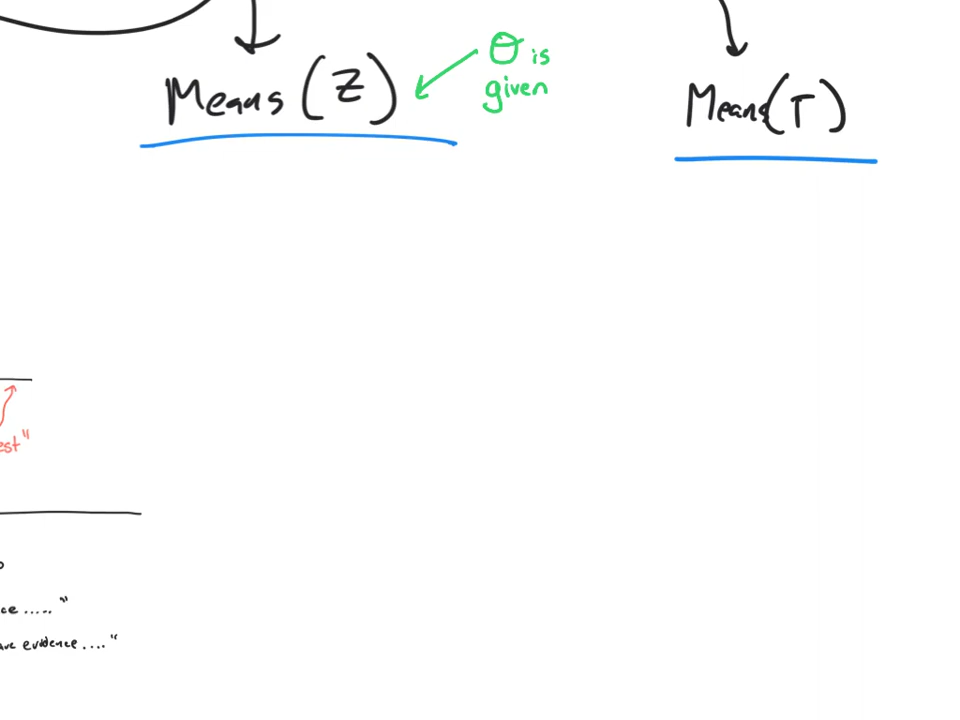 Means (Z)
Θ is
given
Means(T)
est"
ce ..... "
ave evidence .... "